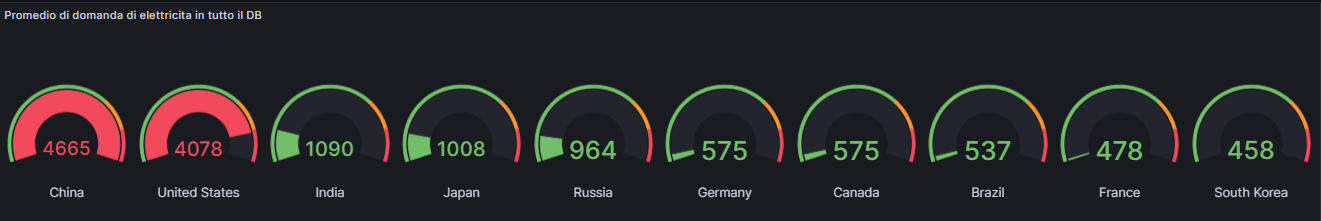 Promedio di domanda di elettricita in tutto il DB
4665 4078 1090 1008 964 575 575 537 478 458
China United States India Japan Russia Germany Canada Brazil France South Korea